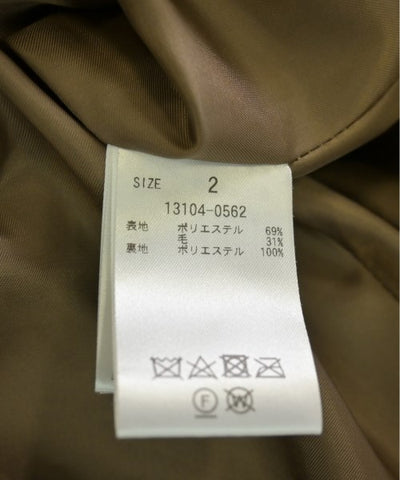 SIZE 2
13104-0562
表地 ポリエステル 69%
毛 31%
裏地 ポリエステル 100%
F W